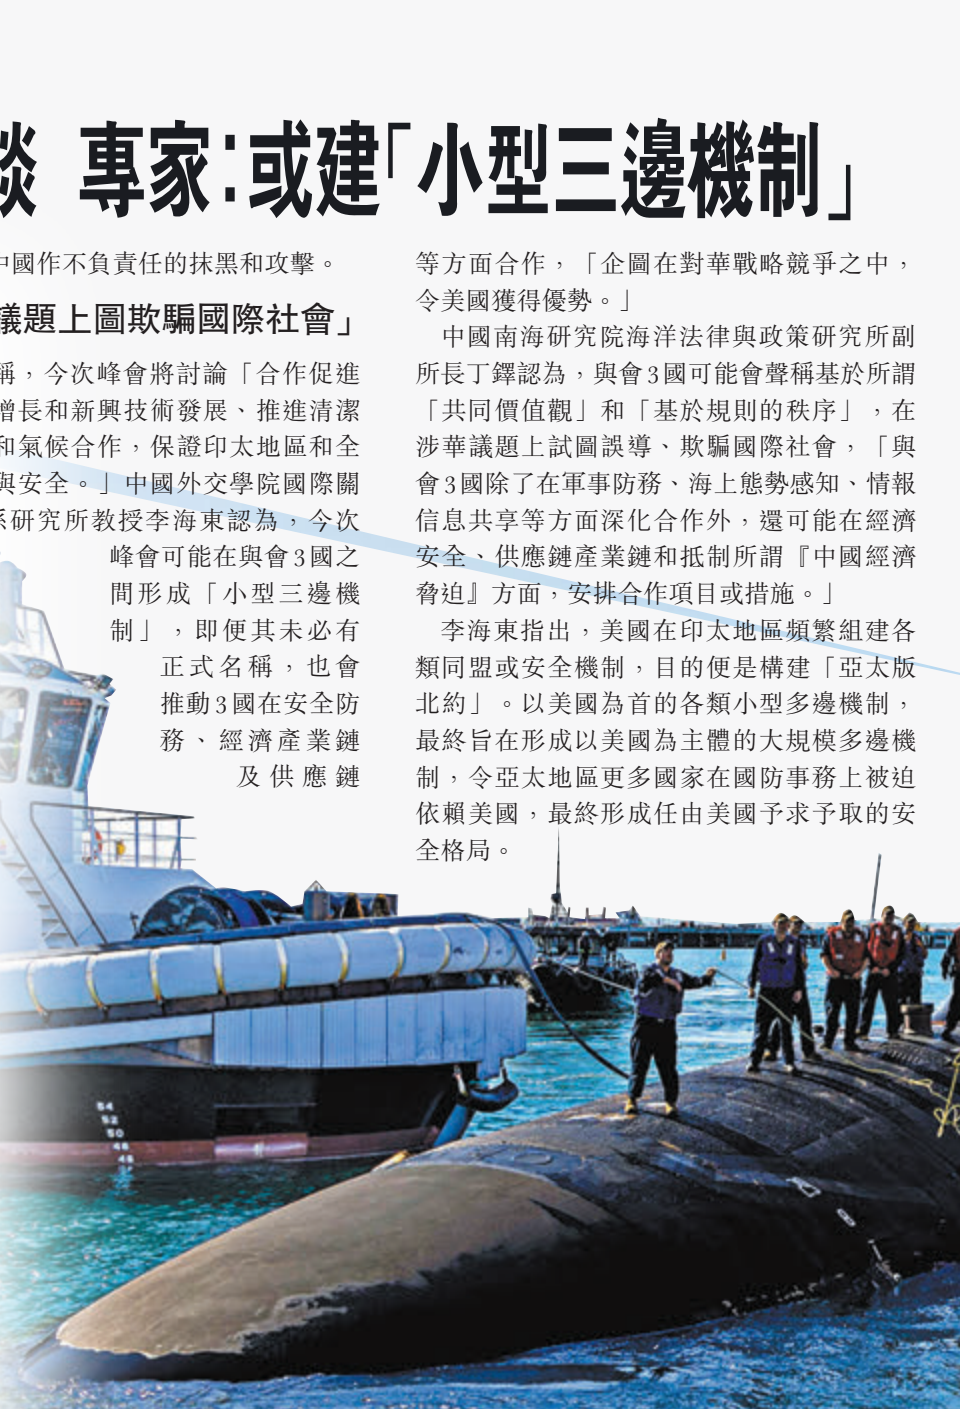 談 專家：或建「小型三邊機制」
中國作不負責任的抹黑和攻擊。
議題上圖欺騙國際社會」
稱，今次峰會將討論「合作促進
增長和新興技術發展、推進清潔
和氣候合作，保證印太地區和全
與安全。」中國外交學院國際關
系研究所教授李海東認為，今次
峰會可能在與會3國之
間形成「小型三邊機
制」，即便其未必有
正式名稱，也會
推動3國在安全防
務、經濟產業鏈
及供應鏈
等方面合作，「企圖在對華戰略競爭之中，
令美國獲得優勢。」
中國南海研究院海洋法律與政策研究所副
所長丁鐸認為，與會3國可能會聲稱基於所謂
「共同價值觀」和「基於規則的秩序」，在
涉華議題上試圖誤導、欺騙國際社會，「與
會3國除了在軍事防務、海上態勢感知、情報
信息共享等方面深化合作外，還可能在經濟
安全、供應鏈產業鏈和抵制所謂『中國經濟
脅迫』方面，安排合作項目或措施。」
李海東指出，美國在印太地區頻繁組建各
類同盟或安全機制，目的便是構建「亞太版
北約」。以美國為首的各類小型多邊機制，
最終旨在形成以美國為主體的大規模多邊機
制，令亞太地區更多國家在國防事務上被迫
依賴美國，最終形成任由美國予求予取的安
全格局。
54
52
50
48